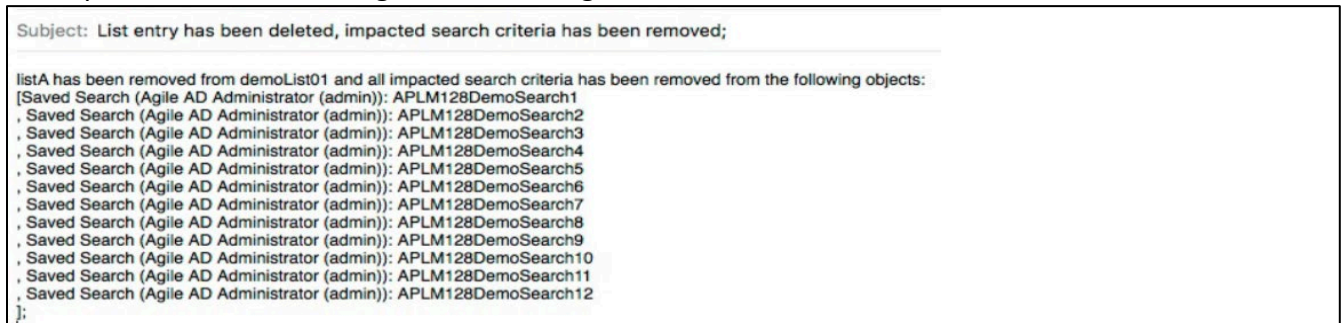 Subject: List entry has been deleted, impacted search criteria has been removed;
listA has been removed from demoList01 and all impacted search criteria has been removed from the following objects:
[Saved Search (Agile AD Administrator (admin)): APLM128DemoSearch1
, Saved Search (Agile AD Administrator (admin)): APLM128DemoSearch2
, Saved Search (Agile AD Administrator (admin)): APLM128DemoSearch3
, Saved Search (Agile AD Administrator (admin)): APLM128DemoSearch4
, Saved Search (Agile AD Administrator (admin)): APLM128DemoSearch5
, Saved Search (Agile AD Administrator (admin)): APLM128DemoSearch6
, Saved Search (Agile AD Administrator (admin)): APLM128DemoSearch7
, Saved Search (Agile AD Administrator (admin)): APLM128DemoSearch8
, Saved Search (Agile AD Administrator (admin)): APLM128DemoSearch9
, Saved Search (Agile AD Administrator (admin)): APLM128DemoSearch10
, Saved Search (Agile AD Administrator (admin)): APLM128DemoSearch11
, Saved Search (Agile AD Administrator (admin)): APLM128DemoSearch12
];